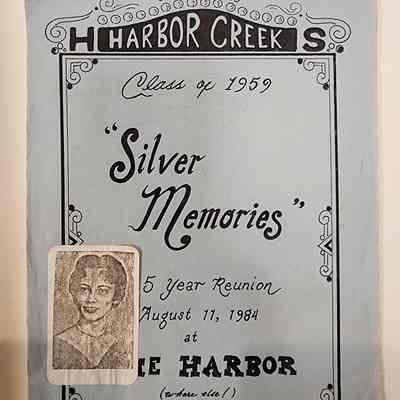 H HARBOR CREEK S
Class of 1959
"Silver
Memories"
5 Year Reunion
August 11, 1984
at
HARBOR
(where else!)